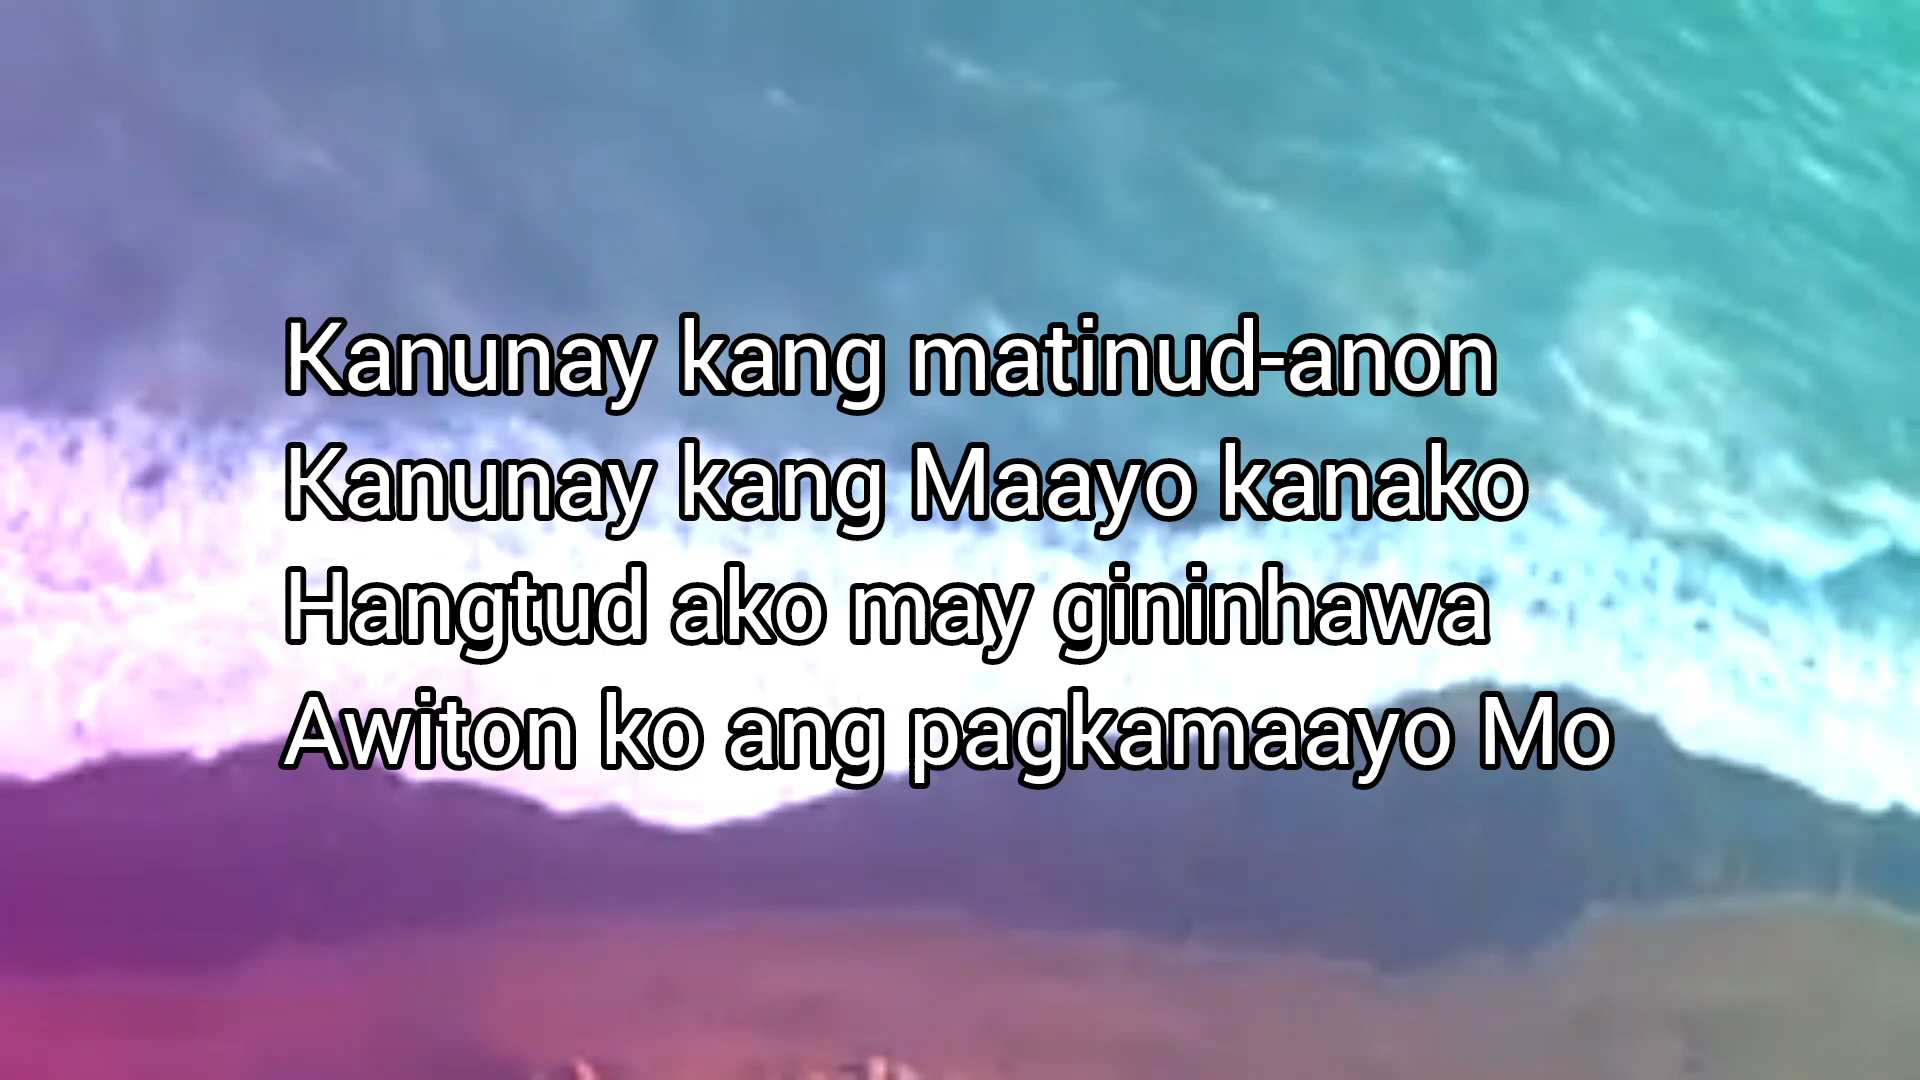 Kanunay kang matinud-anon
Kanunay kang Maayo kanako
Hangtud ako may gininhawa
Awiton ko ang pagkamaayo Mo